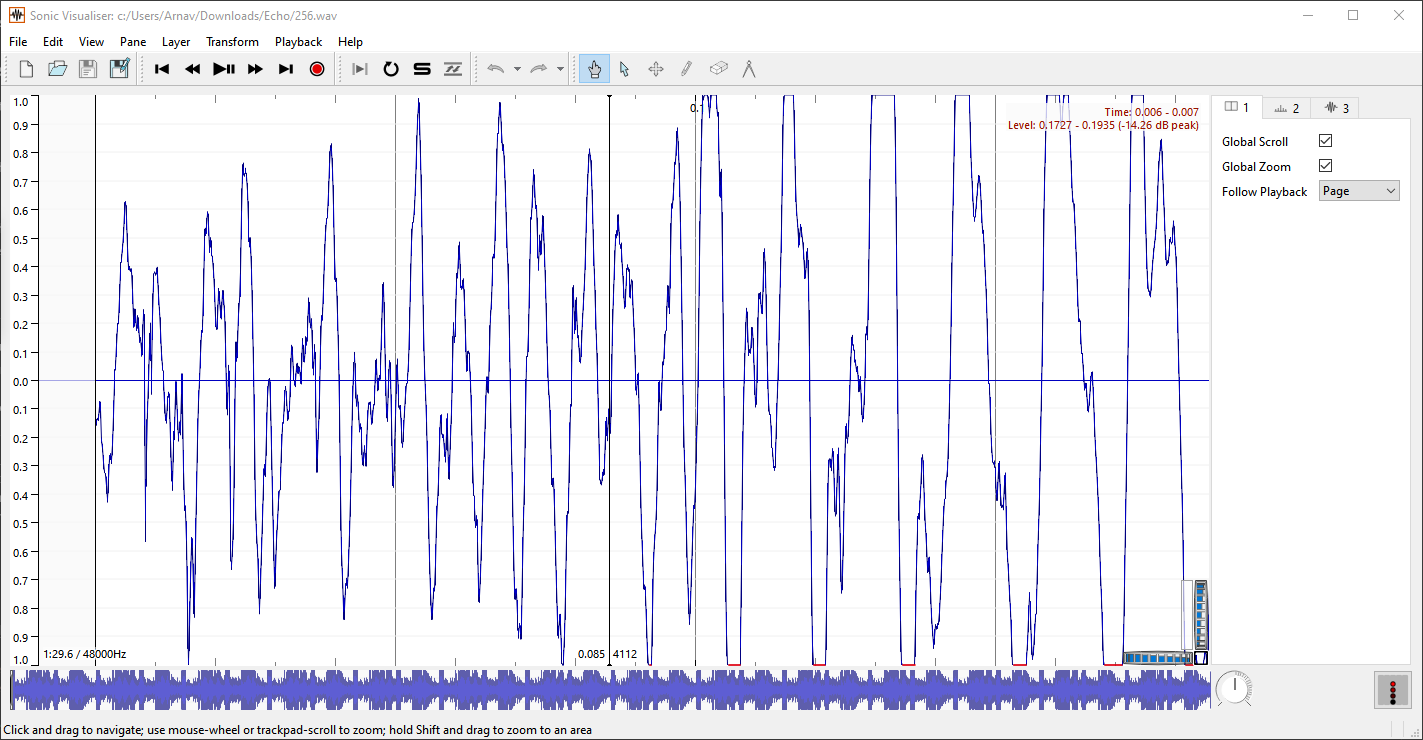 Sonic Visualiser: c:/Users/Arnav/Downloads/Echo/256.wav
File Edit View Pane Layer Transform Playback Help
1.0
0.9
0.8
0.7
0.6
0.5
0.4
0.3
0.2
0.1
0.0
0.1
0.2
0.3
0.4
0.5
0.6
0.7
0.8
0.9
1.0
0.
Time: 0.006 - 0.007
Level: 0.1727 - 0.1935 (-14.26 dB peak)
1:29.6 / 48000Hz
0.085 4112
1 2 3
Global Scroll
Global Zoom
Follow Playback Page
Click and drag to navigate; use mouse-wheel or trackpad-scroll to zoom; hold Shift and drag to zoom to an area